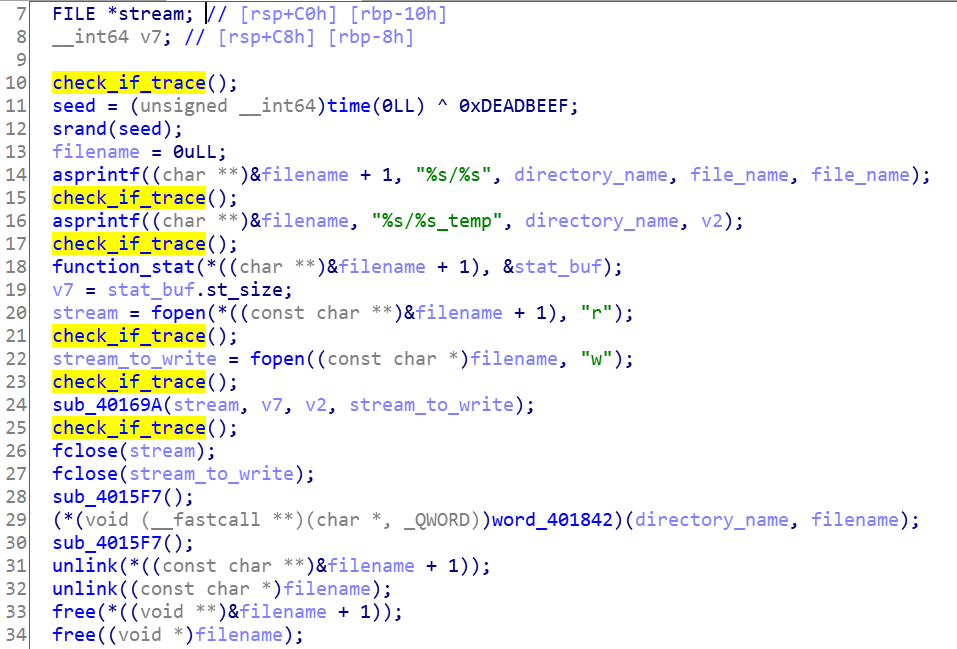 7 FILE *stream; // [rsp+C0h] [rbp-10h]
8 __int64 v7; // [rsp+C8h] [rbp-8h]
9
10 check_if_trace();
11 seed = (unsigned __int64)time(0LL) ^ 0xDEADBEEF;
12 srand(seed);
13 filename = 0uLL;
14 asprintf((char **)&filename + 1, "%s/%s", directory_name, file_name, file_name);
15 check_if_trace();
16 asprintf((char **)&filename, "%s/%s_temp", directory_name, v2);
17 check_if_trace();
18 function_stat(*((char **)&filename + 1), &stat_buf);
19 v7 = stat_buf.st_size;
20 stream = fopen(*((const char **)&filename + 1), "r");
21 check_if_trace();
22 stream_to_write = fopen((const char *)filename, "w");
23 check_if_trace();
24 sub_40169A(stream, v7, v2, stream_to_write);
25 check_if_trace();
26 fclose(stream);
27 fclose(stream_to_write);
28 sub_4015F7();
29 (*(void (__fastcall **)(char *, _QWORD))word_401842)(directory_name, filename);
30 sub_4015F7();
31 unlink(*((const char **)&filename + 1));
32 unlink((const char *)filename);
33 free(*((void **)&filename + 1));
34 free((void *)filename);